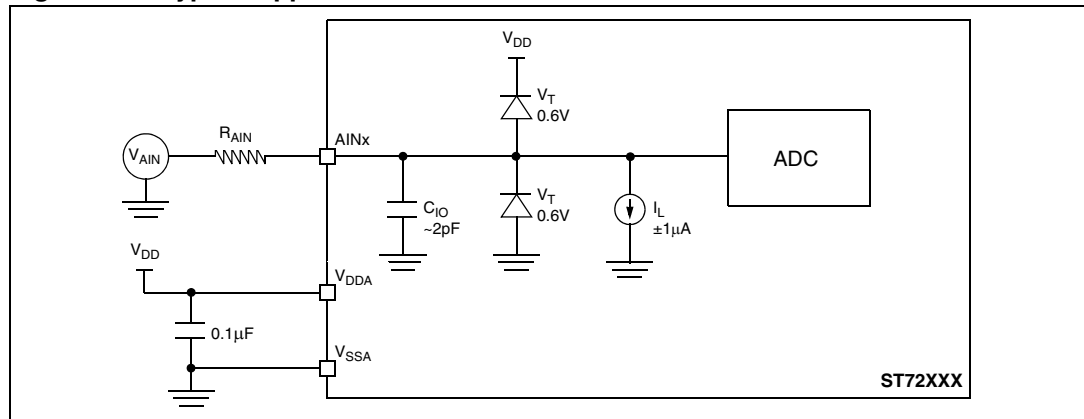 V_DD
V_T
0.6V
R_AIN
AINx
V_AIN
ADC
C_IO
~2pF
V_T
0.6V
I_L
±1μA
V_DD
V_DDA
0.1μF
V_SSA
ST72XXX